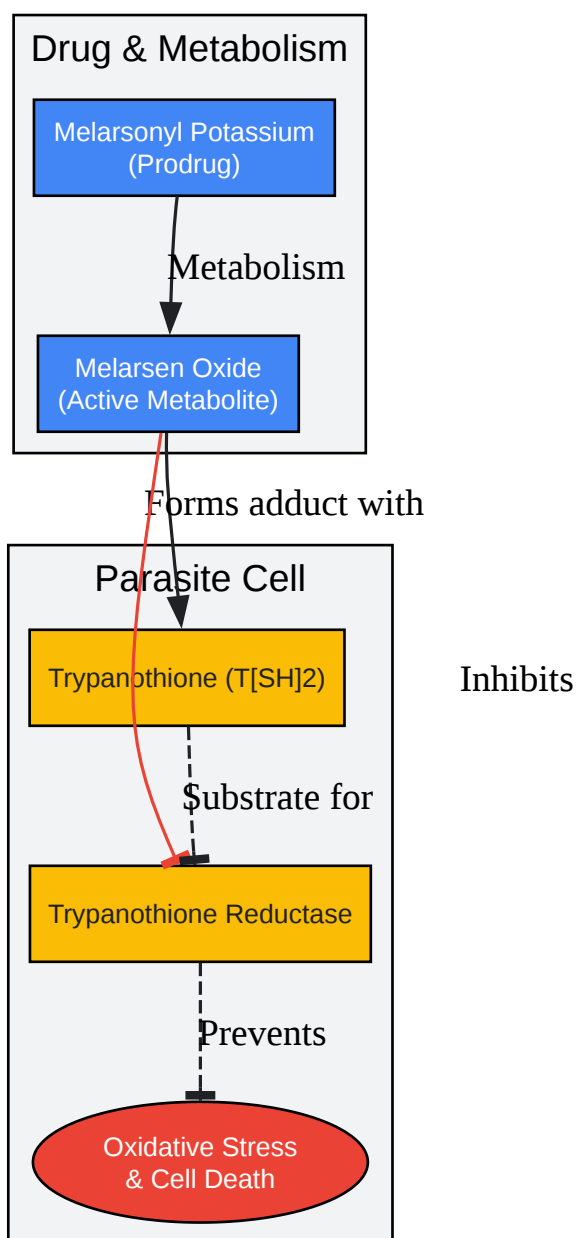 Drug & Metabolism
Melarsonyl Potassium
(Prodrug)
Metabolism
Melarsen Oxide
(Active Metabolite)
Forms adduct with
Parasite Cell
Trypanothione (T[SH]2)
Inhibits
Substrate for
Trypanothione Reductase
Prevents
Oxidative Stress
& Cell Death